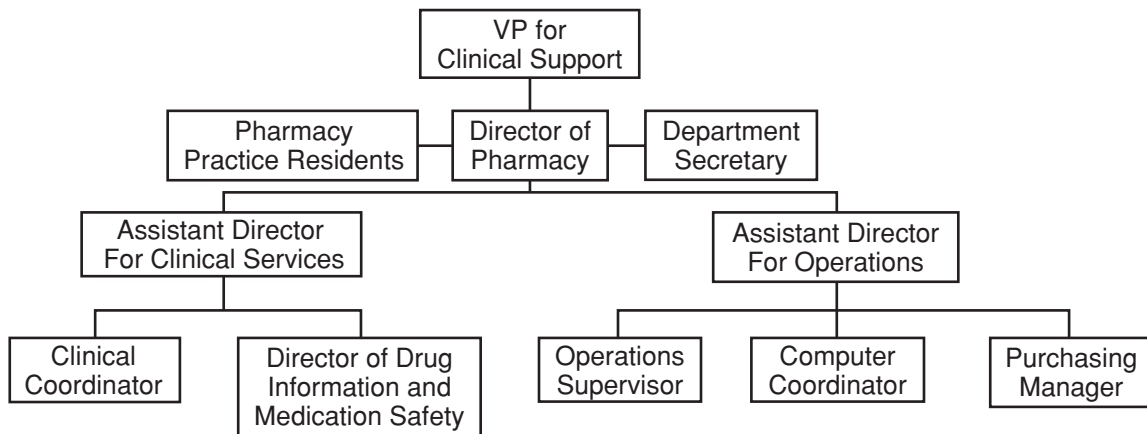 VP for
Clinical Support
Pharmacy
Practice Residents
Director of
Pharmacy
Department
Secretary
Assistant Director
For Clinical Services
Assistant Director
For Operations
Clinical
Coordinator
Director of Drug
Information and
Medication Safety
Operations
Supervisor
Computer
Coordinator
Purchasing
Manager